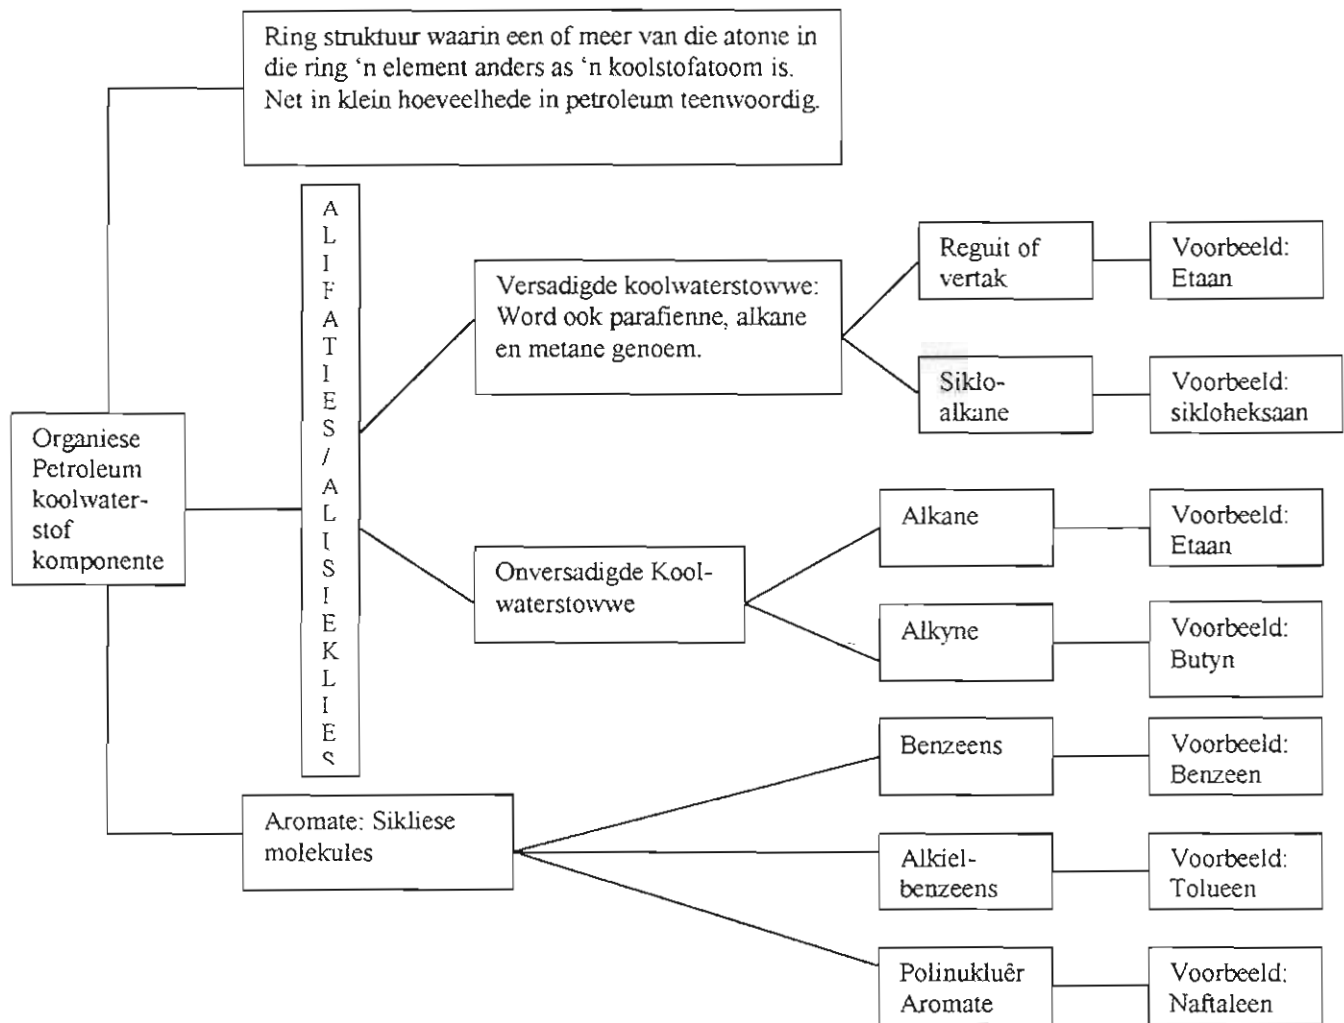 Ring struktuur waarin een of meer van die atome in
die ring ‘n element anders as ‘n koolstofatoom is.
Net in klein hoeveelhede in petroleum teenwoordig.
A
L
I
F
A
T
I
E
S
/
A
L
I
S
I
E
K
L
I
E
S
Versadigde koolwaterstowwe:
Word ook parafienne, alkane
en metane genoem.
Reguit of
vertak
Voorbeeld:
Etaan
Siklo-
alkane
Voorbeeld:
sikloheksaan
Organiese
Petroleum
koolwater-
stof
komponente
Onversadigde Kool-
waterstowwe
Alkane
Voorbeeld:
Etaan
Alkyne
Voorbeeld:
Butyn
Aromate: Sikliese
molekules
Benzeens
Voorbeeld:
Benzeen
Alkiel-
benzeens
Voorbeeld:
Tolueen
Polinukluêr
Aromate
Voorbeeld:
Naftaleen